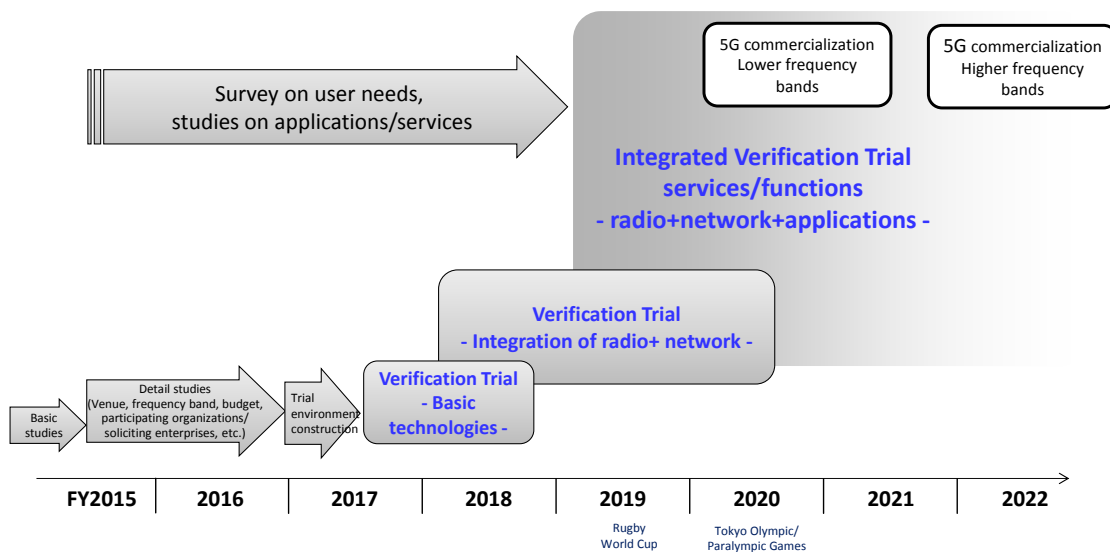 5G commercialization
Lower frequency
bands
5G commercialization
Higher frequency
bands
Survey on user needs,
studies on applications/services
Integrated Verification Trial
services/functions
- radio+network+applications -
Verification Trial
- Integration of radio+ network -
Verification Trial
- Basic
technologies -
Detail studies
(Venue, frequency band, budget,
participating organizations/
soliciting enterprises, etc.)
Trial
environment
construction
Basic
studies
FY2015
2016
2017
2018
2019
2020
2021
2022
Rugby
World Cup
Tokyo Olympic/
Paralympic Games